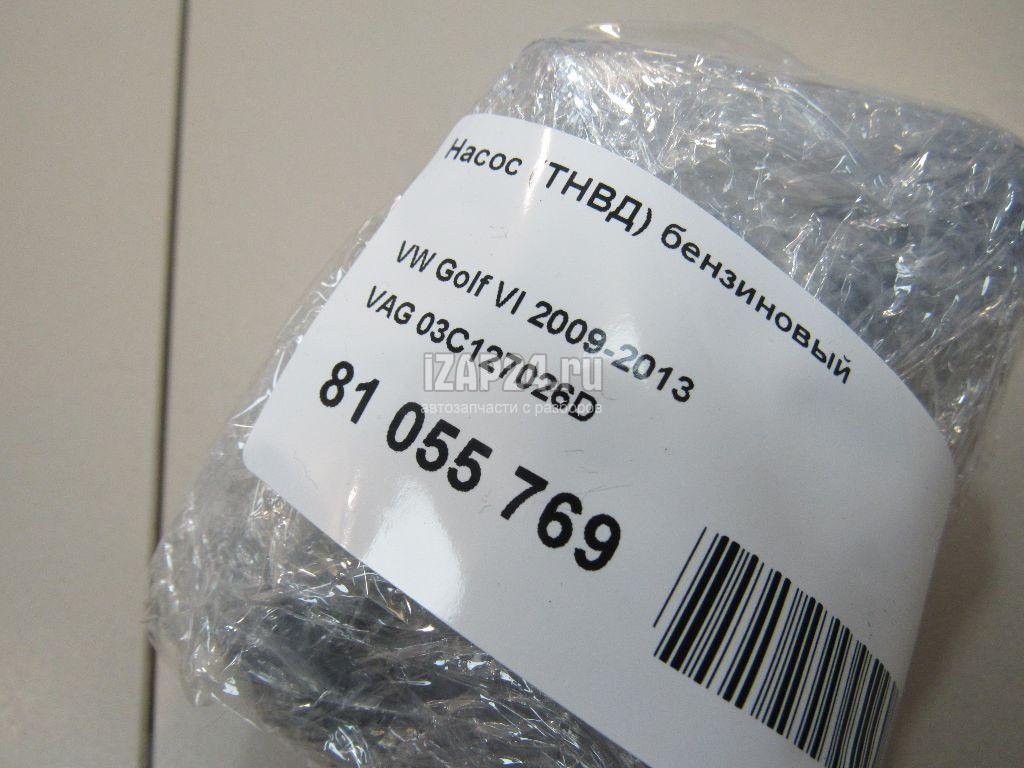 Насос (ТНВД) бензиновый
VW Golf VI 2009-2013
VAG 03C127026D
iZAP24.ru
автозапчасти с разборов
81 055 769